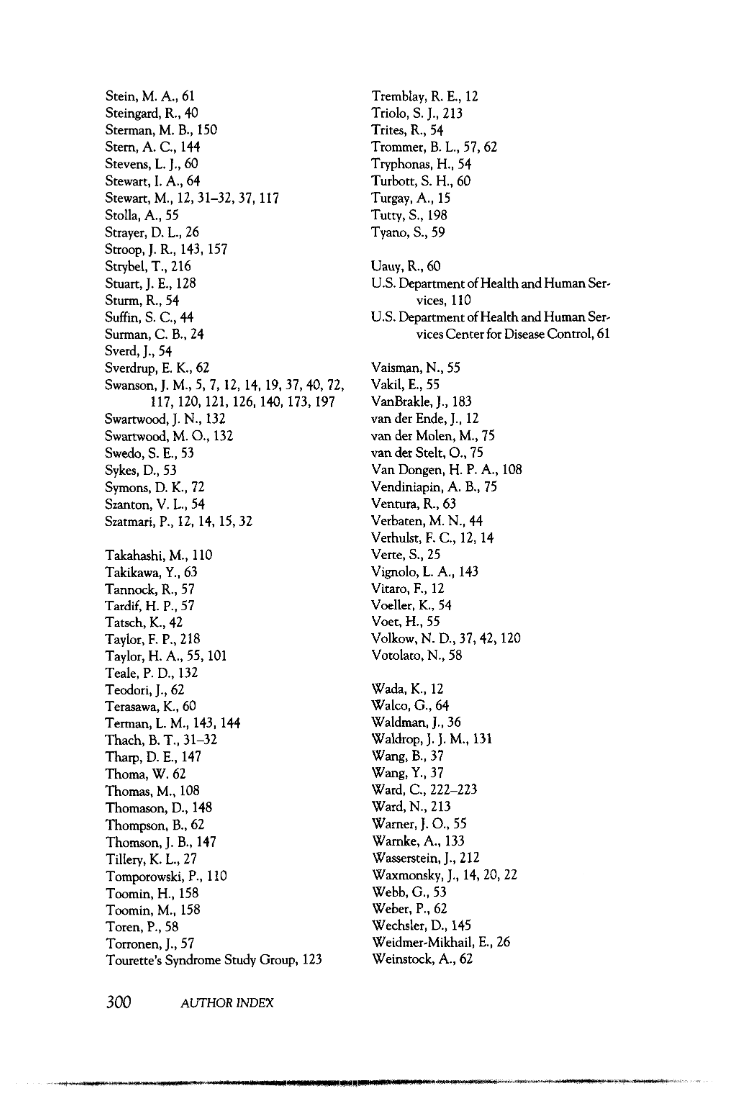 Stein, M. A., 61
Steingard, R., 40
Sterman, M. B., 150
Stern, A. C., 144
Stevens, L. J., 60
Stewart, I. A., 64
Stewart, M., 12, 31–32, 37, 117
Stolla, A., 55
Strayer, D. L., 26
Stroop, J. R., 143, 157
Strybel, T., 216
Stuart, J. E., 128
Sturm, R., 54
Suffin, S. C., 44
Surman, C. B., 24
Sverd, J., 54
Sverdrup, E. K., 62
Swanson, J. M., 5, 7, 12, 14, 19, 37, 40, 72,
117, 120, 121, 126, 140, 173, 197
Swartwood, J. N., 132
Swartwood, M. O., 132
Swedo, S. E., 53
Sykes, D., 53
Symons, D. K., 72
Szanton, V. L., 54
Szatmari, P., 12, 14, 15, 32
Takahashi, M., 110
Takikawa, Y., 63
Tannock, R., 57
Tardif, H. P., 57
Tatsch, K., 42
Taylor, F. P., 218
Taylor, H. A., 55, 101
Teale, P. D., 132
Teodori, J., 62
Terasawa, K., 60
Terman, L. M., 143, 144
Thach, B. T., 31–32
Tharp, D. E., 147
Thoma, W. 62
Thomas, M., 108
Thomason, D., 148
Thompson, B., 62
Thomson, J. B., 147
Tillery, K. L., 27
Tomporowski, P., 110
Toomin, H., 158
Toomin, M., 158
Toren, P., 58
Torronen, J., 57
Tourette's Syndrome Study Group, 123
Tremblay, R. E., 12
Triolo, S. J., 213
Trites, R., 54
Trommer, B. L., 57, 62
Tryphonas, H., 54
Turbott, S. H., 60
Turgay, A., 15
Tutty, S., 198
Tyano, S., 59
Uauy, R., 60
U.S. Department of Health and Human Ser-
vices, 110
U.S. Department of Health and Human Ser-
vices Center for Disease Control, 61
Vaisman, N., 55
Vakil, E., 55
VanBrakle, J., 183
van der Ende, J., 12
van der Molen, M., 75
van der Stelt, O., 75
Van Dongen, H. P. A., 108
Vendiniapin, A. B., 75
Ventura, R., 63
Verbaten, M. N., 44
Verhulst, F. C., 12, 14
Verte, S., 25
Vignolo, L. A., 143
Vitaro, F., 12
Voeller, K., 54
Voet, H., 55
Volkow, N. D., 37, 42, 120
Votolato, N., 58
Wada, K., 12
Walco, G., 64
Waldman, J., 36
Waldrop, J. J. M., 131
Wang, B., 37
Wang, Y., 37
Ward, C., 222–223
Ward, N., 213
Warner, J. O., 55
Warnke, A., 133
Wasserstein, J., 212
Waxmonsky, J., 14, 20, 22
Webb, G., 53
Weber, P., 62
Wechsler, D., 145
Weidmer-Mikhail, E., 26
Weinstock, A., 62
300 AUTHOR INDEX